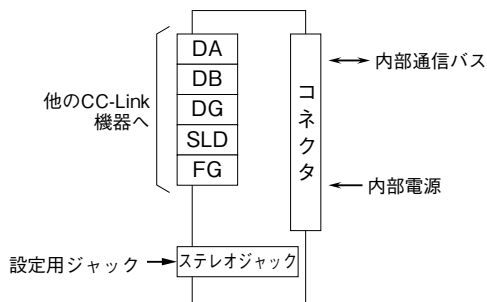 他のCC-Link
機器へ
DA
DB
DG
SLD
FG
コネクタ
内部通信バス
内部電源
設定用ジャック
ステレオジャック